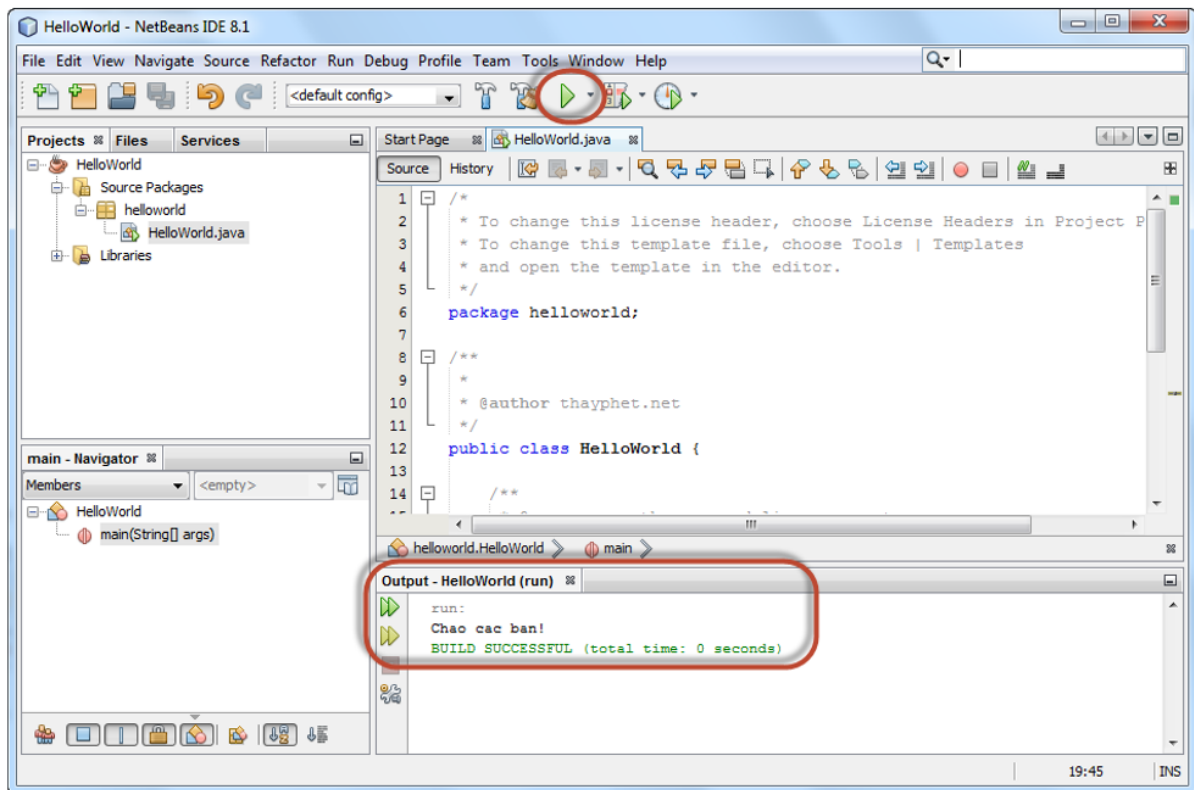 HelloWorld - NetBeans IDE 8.1
File Edit View Navigate Source Refactor Run Debug Profile Team Tools Window Help
<default config>
Projects Files Services
HelloWorld
Source Packages
helloworld
HelloWorld.java
Libraries
main - Navigator
Members <empty>
HelloWorld
main(String[] args)
Start Page HelloWorld.java
Source History
1 /*
2 * To change this license header, choose License Headers in Project P
3 * To change this template file, choose Tools | Templates
4 * and open the template in the editor.
5 */
6 package helloworld;
7
8 /**
9 *
10 * @author thayphet.net
11 */
12 public class HelloWorld {
13
14 /**
helloworld.HelloWorld main
Output - HelloWorld (run)
run:
Chao cac ban!
BUILD SUCCESSFUL (total time: 0 seconds)
19:45 INS